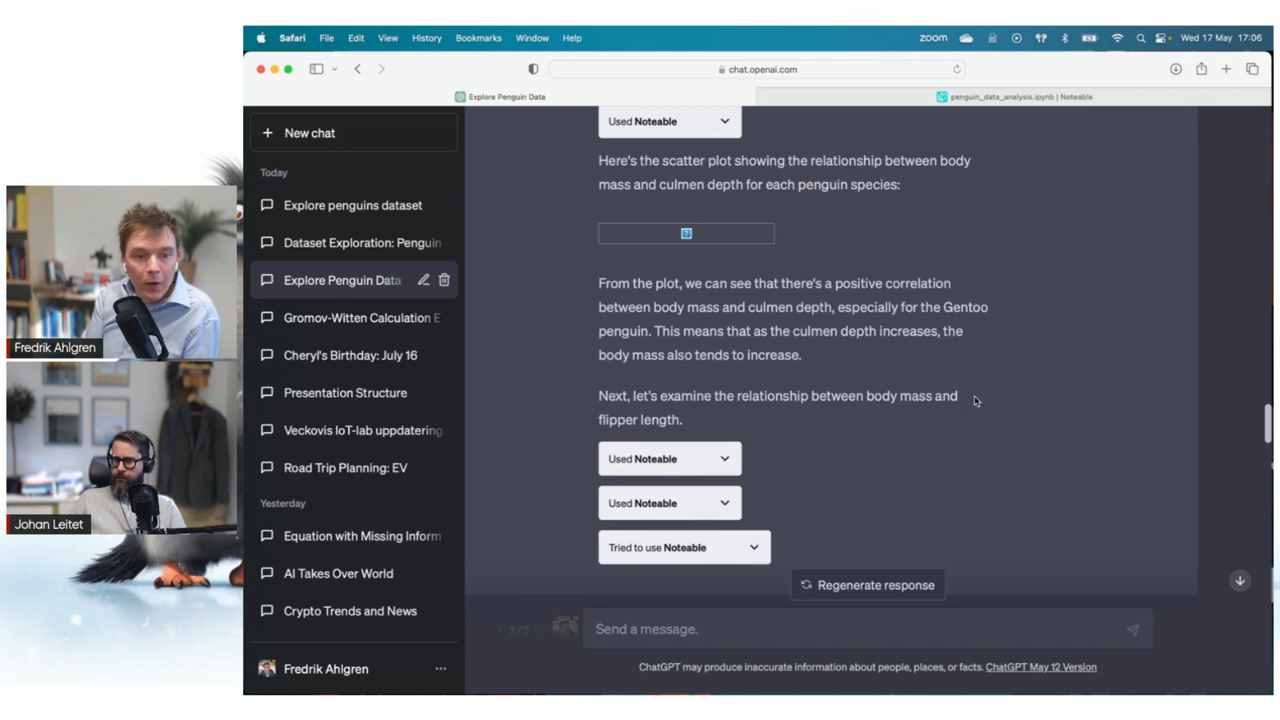 Safari File Edit View History Bookmarks Window Help
zoom Wed 17 May 17:06
chat.openai.com
Explore Penguin Data
penguin_data_analysis.ipynb | Noteable
New chat
Today
Explore penguins dataset
Dataset Exploration: Penguin
Explore Penguin Data
Gromov-Witten Calculation E
Cheryl's Birthday: July 16
Presentation Structure
Veckovis IoT-lab uppdatering
Road Trip Planning: EV
Yesterday
Equation with Missing Inform
AI Takes Over World
Crypto Trends and News
Fredrik Ahlgren
Used Noteable
Here's the scatter plot showing the relationship between body
mass and culmen depth for each penguin species:
From the plot, we can see that there's a positive correlation
between body mass and culmen depth, especially for the Gentoo
penguin. This means that as the culmen depth increases, the
body mass also tends to increase.
Next, let's examine the relationship between body mass and
flipper length.
Used Noteable
Used Noteable
Tried to use Noteable
Regenerate response
2/2
Send a message.
ChatGPT may produce inaccurate information about people, places, or facts. ChatGPT May 12 Version
Fredrik Ahlgren
Johan Leitet